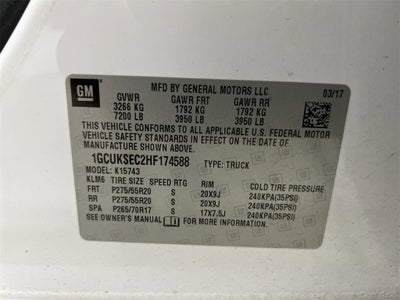 GM
MFD BY GENERAL MOTORS LLC
03/17
GVWR GAWR FRT GAWR RR
3266 KG 1792 KG 1792 KG
7200 LB 3950 LB 3950 LB
THIS VEHICLE CONFORMS TO ALL APPLICABLE U.S. FEDERAL MOTOR
VEHICLE SAFETY STANDARDS IN EFFECT ON THE DATE OF
MANUFACTURE SHOWN ABOVE.
1GCUKSEC2HF174588 TYPE: TRUCK
MODEL: K15743
KLM6 TIRE SIZE SPEED RTG RIM COLD TIRE PRESSURE
FRT P275/55R20 S 20X9J 240KPA(35PSI)
RR P275/55R20 S 20X9J 240KPA(35PSI)
SPA P265/70R17 S 17X7.5J 240KPA(35PSI)
SEE OWNER'S MANUAL FOR MORE INFORMATION.